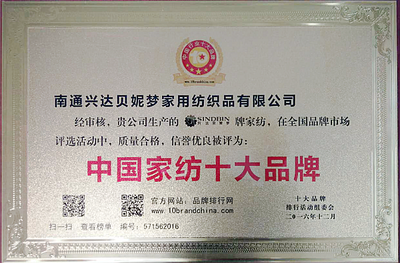 南通兴达贝妮梦家用纺织品有限公司
经审核，贵公司生产的 SINDBIN 牌家纺，在全国品牌市场
评选活动中，质量合格，信誉优良被评为：
中国家纺十大品牌
官方网站：品牌排行网
www.10brandchina.com
扫一扫 查看榜单 编号：571562016
十大品牌
排行活动组委会
二0一六年十二月